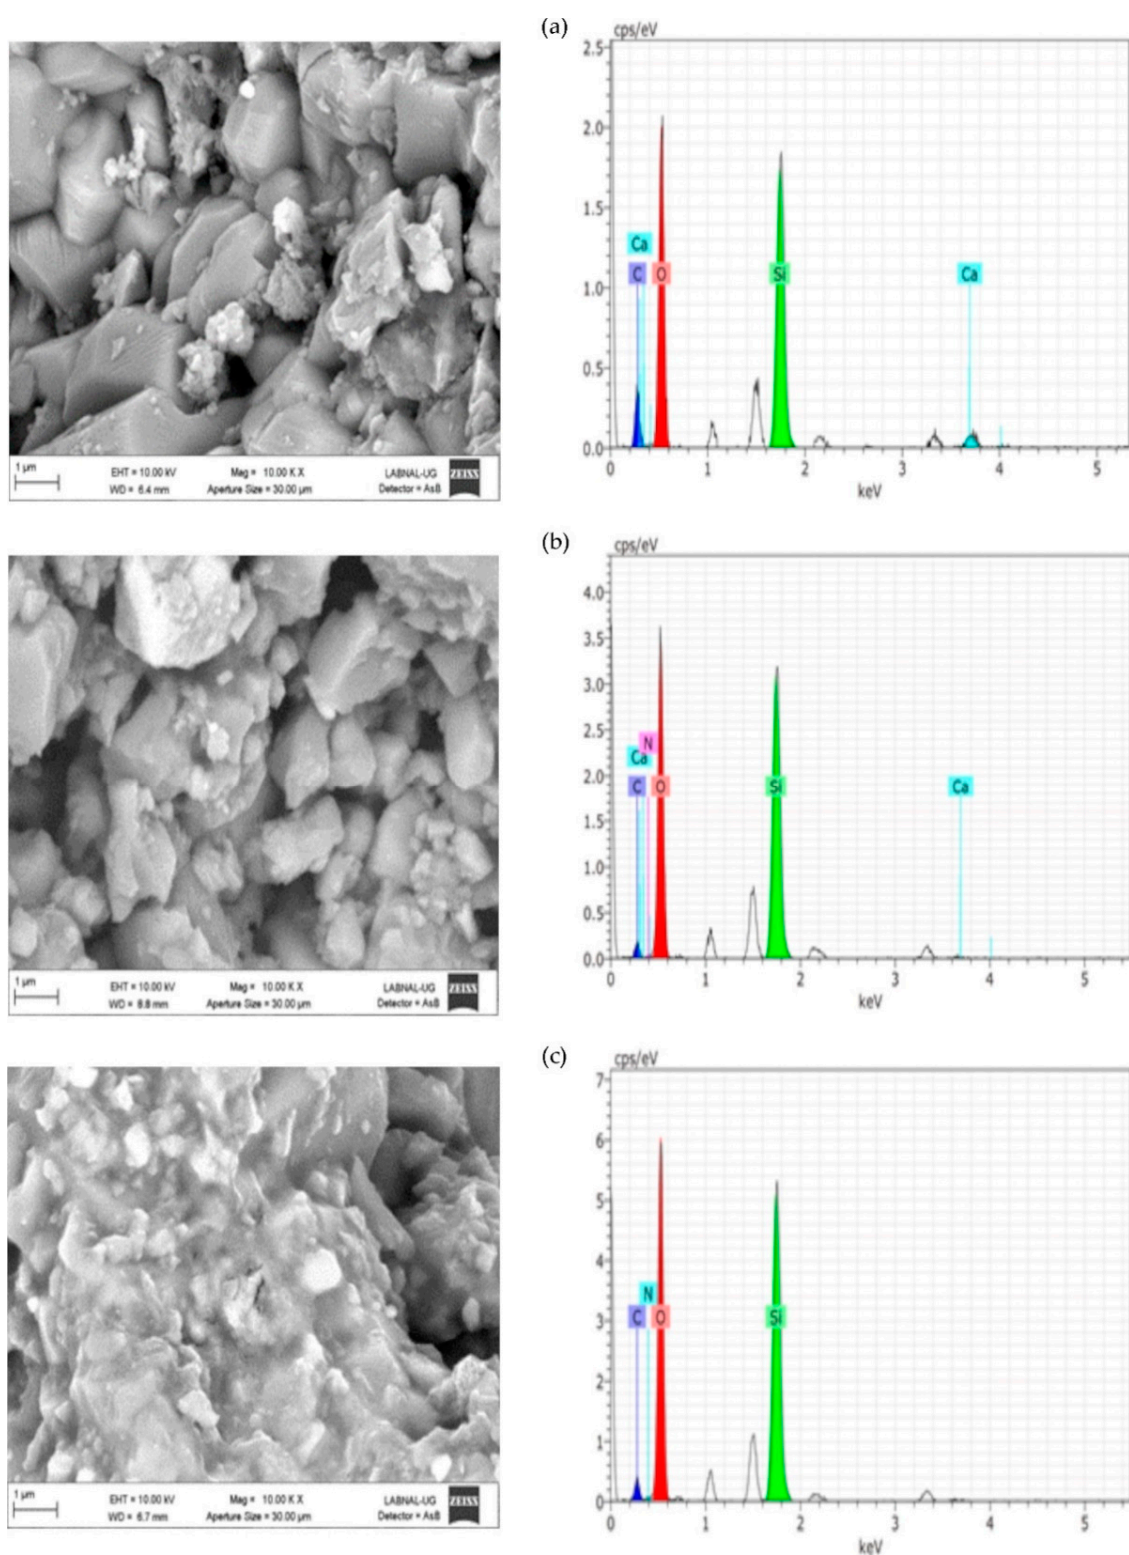 (a)
cps/eV
2.5
2.0
1.5
1.0
0.5
0.0
Ca
C
O
Si
Ca
0 1 2 3 4 5
keV
1 µm
EHT = 10.00 kV Mag = 10.00 K X LABNAL-UG
WD = 6.4 mm Aperture Size = 30.00 µm Detector = AsB
ZEISS
(b)
cps/eV
4.0
3.5
3.0
2.5
2.0
1.5
1.0
0.5
0.0
N
Ca
C
O
Si
Ca
0 1 2 3 4 5
keV
1 µm
EHT = 10.00 kV Mag = 10.00 K X LABNAL-UG
WD = 8.8 mm Aperture Size = 30.00 µm Detector = AsB
ZEISS
(c)
cps/eV
7
6
5
4
3
2
1
0
N
C
O
Si
0 1 2 3 4 5
keV
1 µm
EHT = 10.00 kV Mag = 10.00 K X LABNAL-UG
WD = 6.7 mm Aperture Size = 30.00 µm Detector = AsB
ZEISS